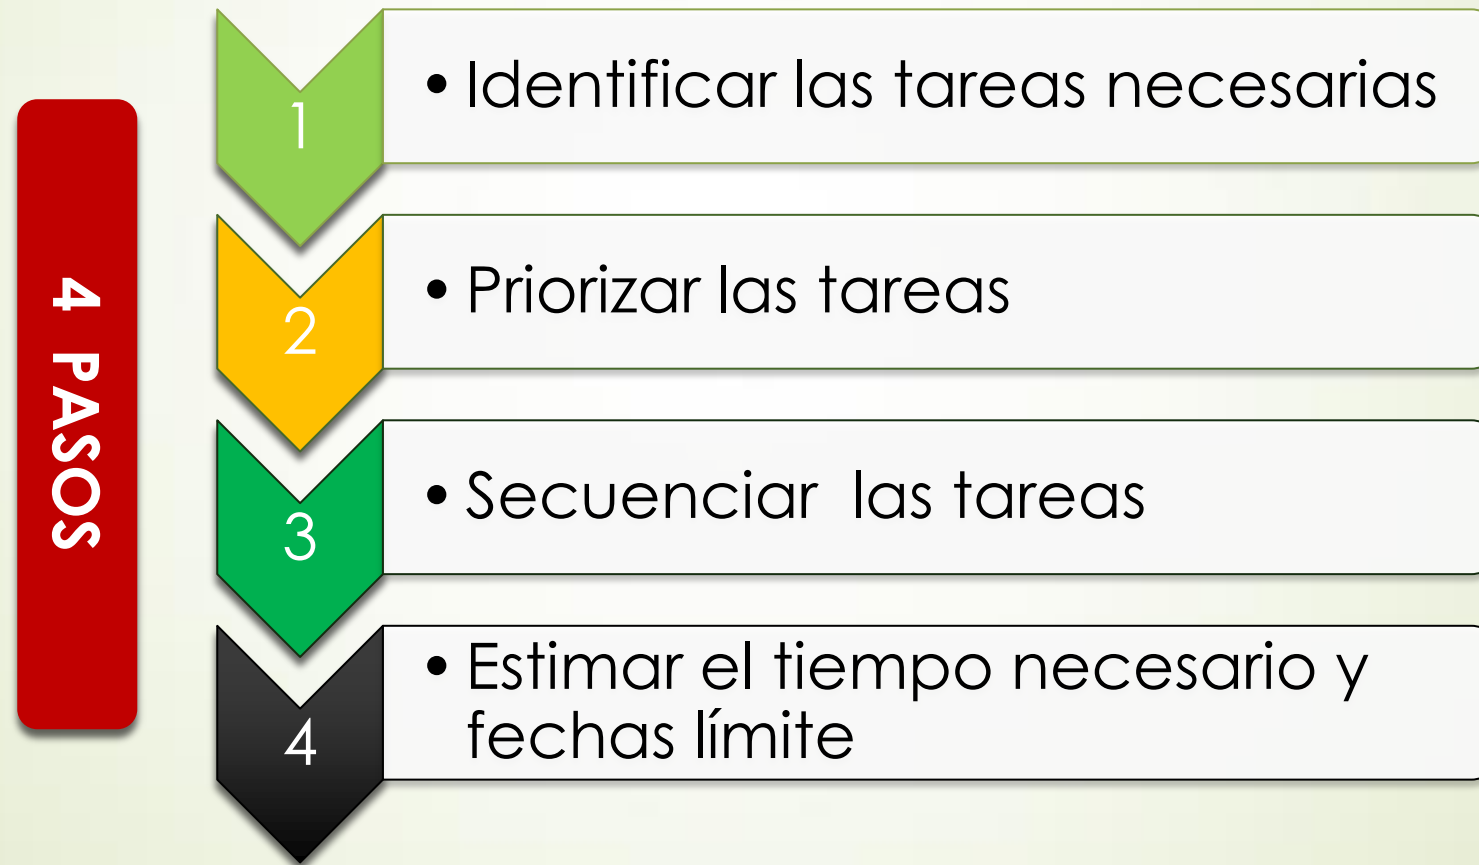 4 PASOS
1
• Identificar las tareas necesarias
2
• Priorizar las tareas
3
• Secuenciar las tareas
4
• Estimar el tiempo necesario y
fechas límite